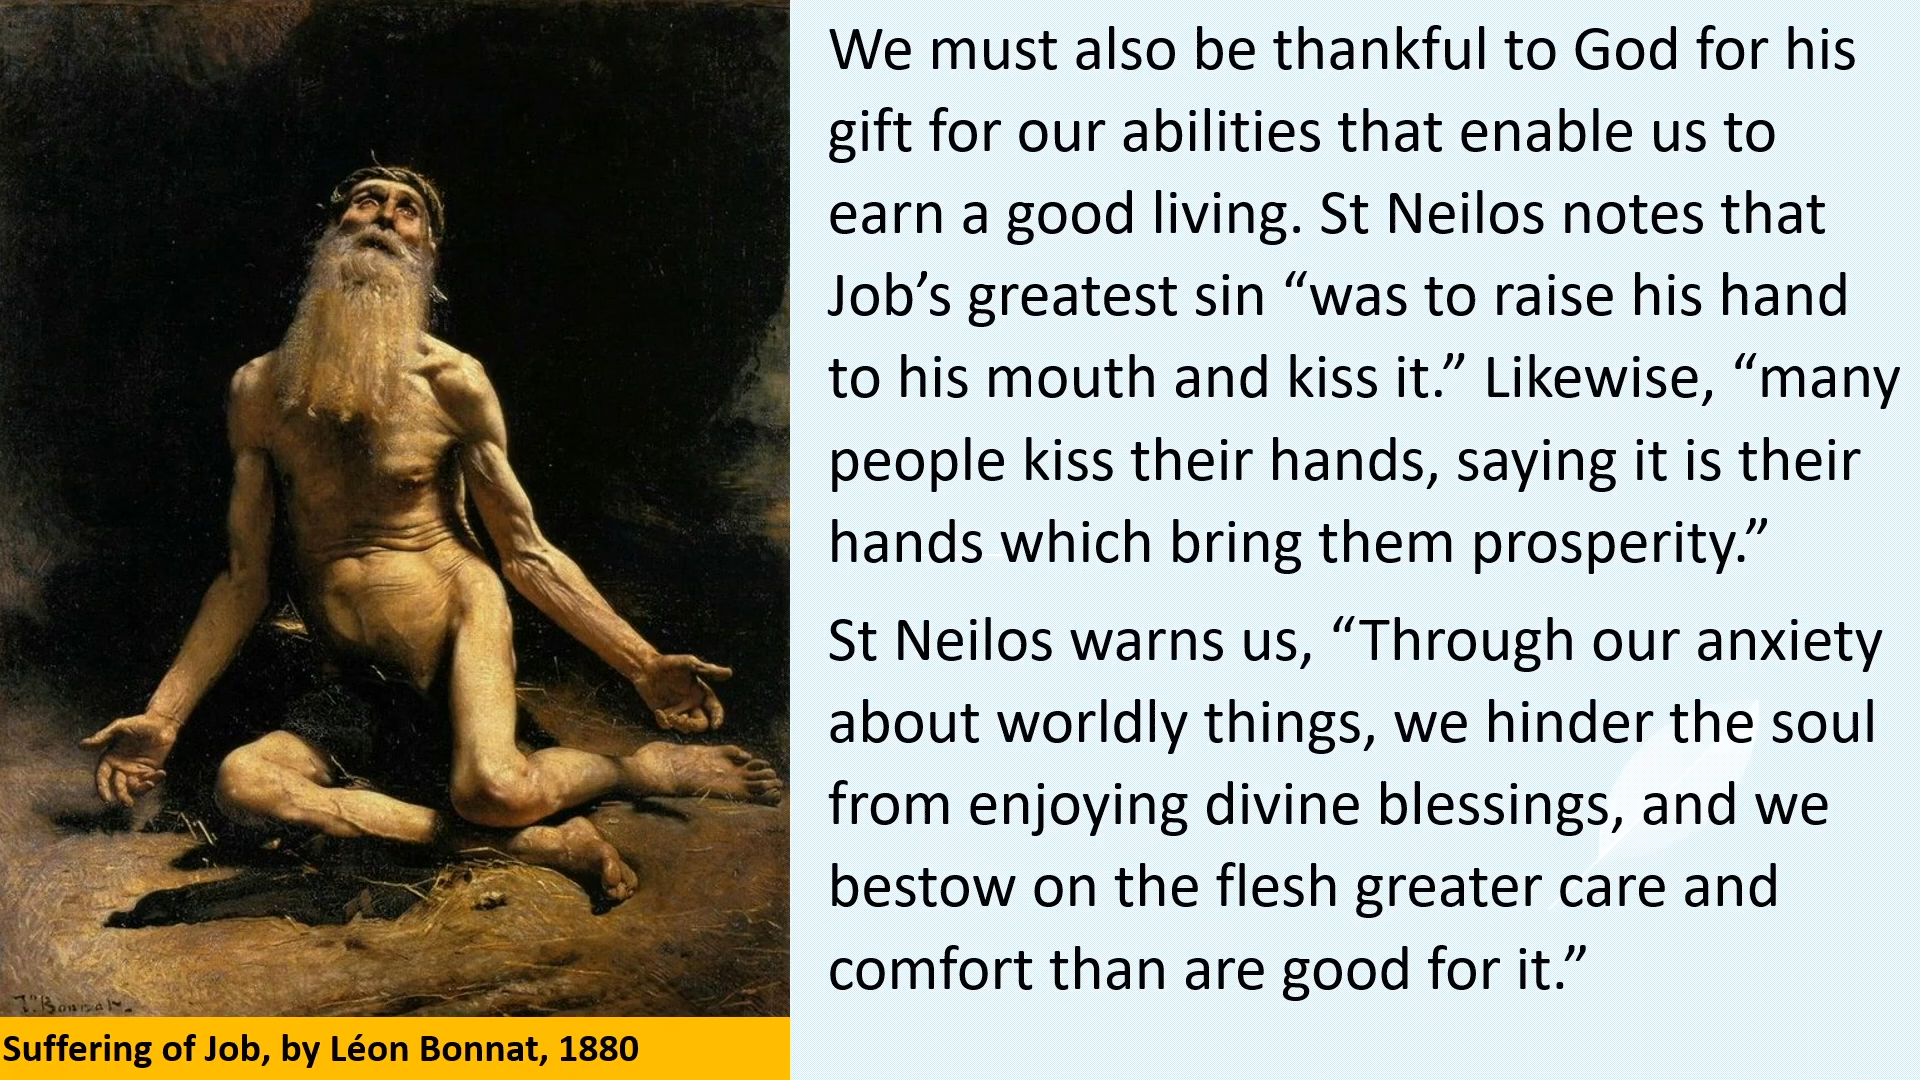 We must also be thankful to God for his
gift for our abilities that enable us to
earn a good living. St Neilos notes that
Job’s greatest sin “was to raise his hand
to his mouth and kiss it.” Likewise, “many
people kiss their hands, saying it is their
hands which bring them prosperity.”
St Neilos warns us, “Through our anxiety
about worldly things, we hinder the soul
from enjoying divine blessings, and we
bestow on the flesh greater care and
comfort than are good for it.”
Suffering of Job, by Léon Bonnat, 1880